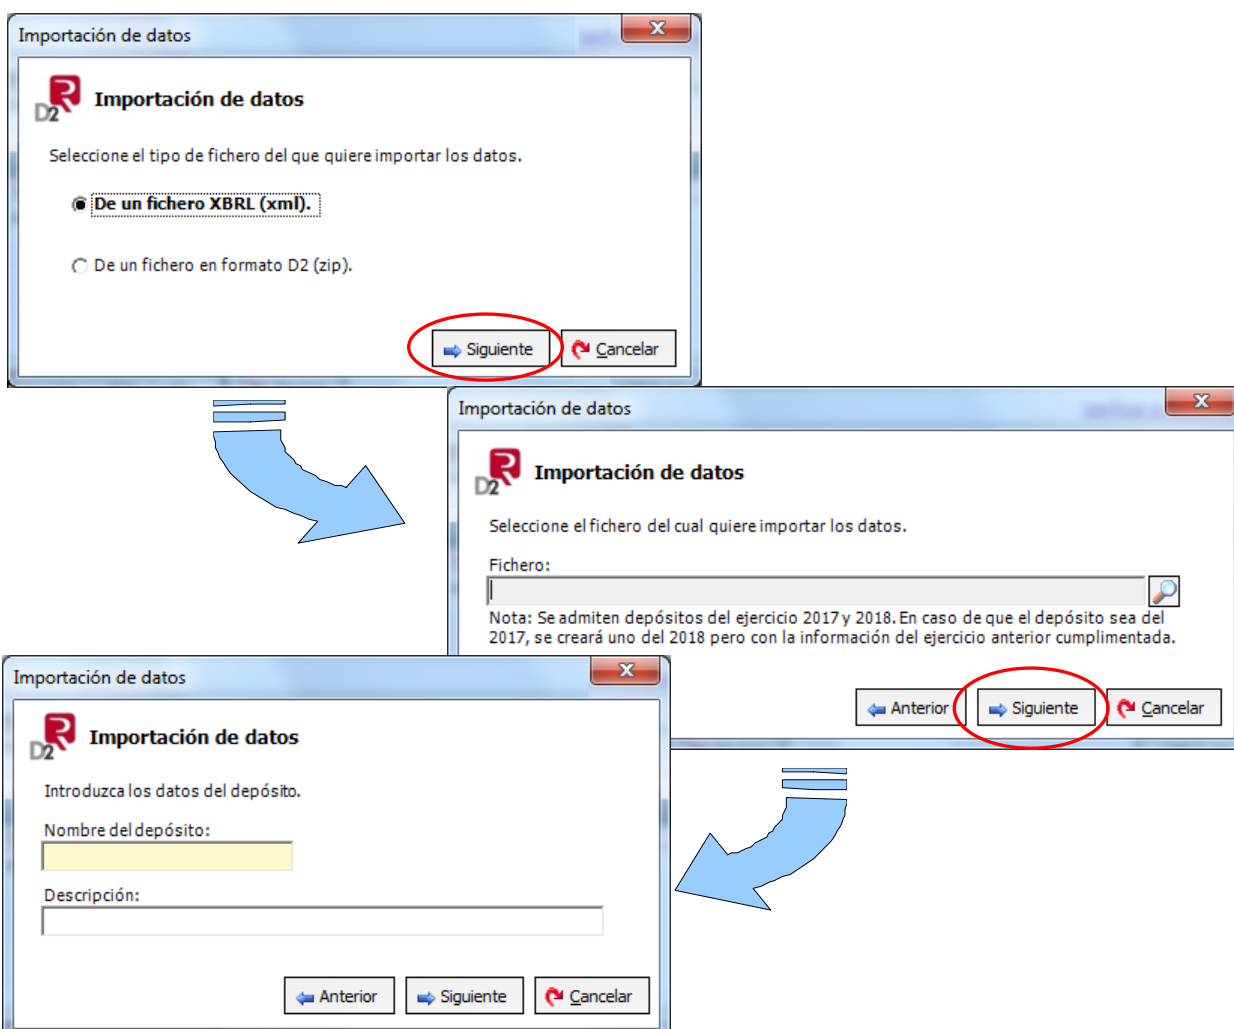 Importación de datos
X
D2 R Importación de datos
Seleccione el tipo de fichero del que quiere importar los datos.
De un fichero XBRL (xml).
De un fichero en formato D2 (zip).
Siguiente Cancelar
Importación de datos
X
D2 R Importación de datos
Seleccione el fichero del cual quiere importar los datos.
Fichero:
Nota: Se admiten depósitos del ejercicio 2017 y 2018. En caso de que el depósito sea del
2017, se creará uno del 2018 pero con la información del ejercicio anterior cumplimentada.
Anterior Siguiente Cancelar
Importación de datos
X
D2 R Importación de datos
Introduzca los datos del depósito.
Nombre del depósito:
Descripción:
Anterior Siguiente Cancelar